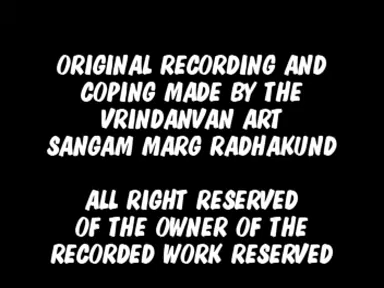 ORIGINAL RECORDING AND
COPING MADE BY THE
VRINDANVAN ART
SANGAM MARG RADHAKUND
ALL RIGHT RESERVED
OF THE OWNER OF THE
RECORDED WORK RESERVED